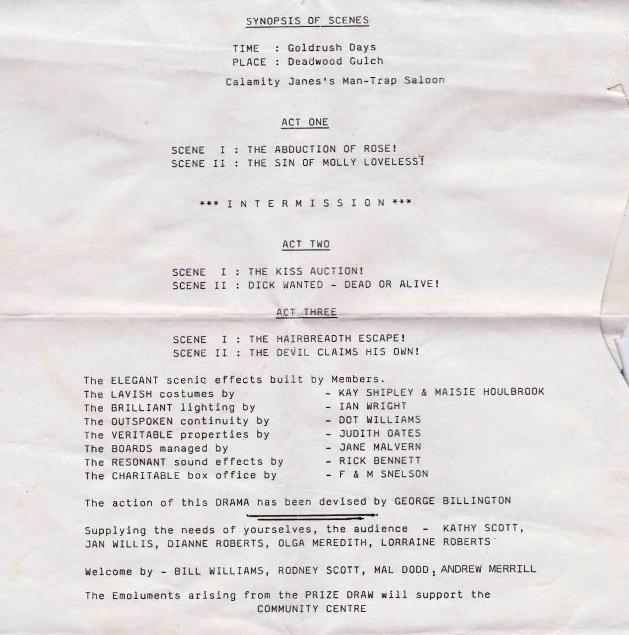 SYNOPSIS OF SCENES
TIME : Goldrush Days
PLACE : Deadwood Gulch
Calamity Janes's Man-Trap Saloon
ACT ONE
SCENE I : THE ABDUCTION OF ROSE!
SCENE II : THE SIN OF MOLLY LOVELESS!
*** I N T E R M I S S I O N ***
ACT TWO
SCENE I : THE KISS AUCTION!
SCENE II : DICK WANTED - DEAD OR ALIVE!
ACT THREE
SCENE I : THE HAIRBREADTH ESCAPE!
SCENE II : THE DEVIL CLAIMS HIS OWN!
The ELEGANT scenic effects built by Members.
The LAVISH costumes by - KAY SHIPLEY & MAISIE HOULBROOK
The BRILLIANT lighting by - IAN WRIGHT
The OUTSPOKEN continuity by - DOT WILLIAMS
The VERITABLE properties by - JUDITH OATES
The BOARDS managed by - JANE MALVERN
The RESONANT sound effects by - RICK BENNETT
The CHARITABLE box office by - F & M SNELSON
The action of this DRAMA has been devised by GEORGE BILLINGTON
Supplying the needs of yourselves, the audience - KATHY SCOTT,
JAN WILLIS, DIANNE ROBERTS, OLGA MEREDITH, LORRAINE ROBERTS
Welcome by - BILL WILLIAMS, RODNEY SCOTT, MAL DODD, ANDREW MERRILL
The Emoluments arising from the PRIZE DRAW will support the
COMMUNITY CENTRE